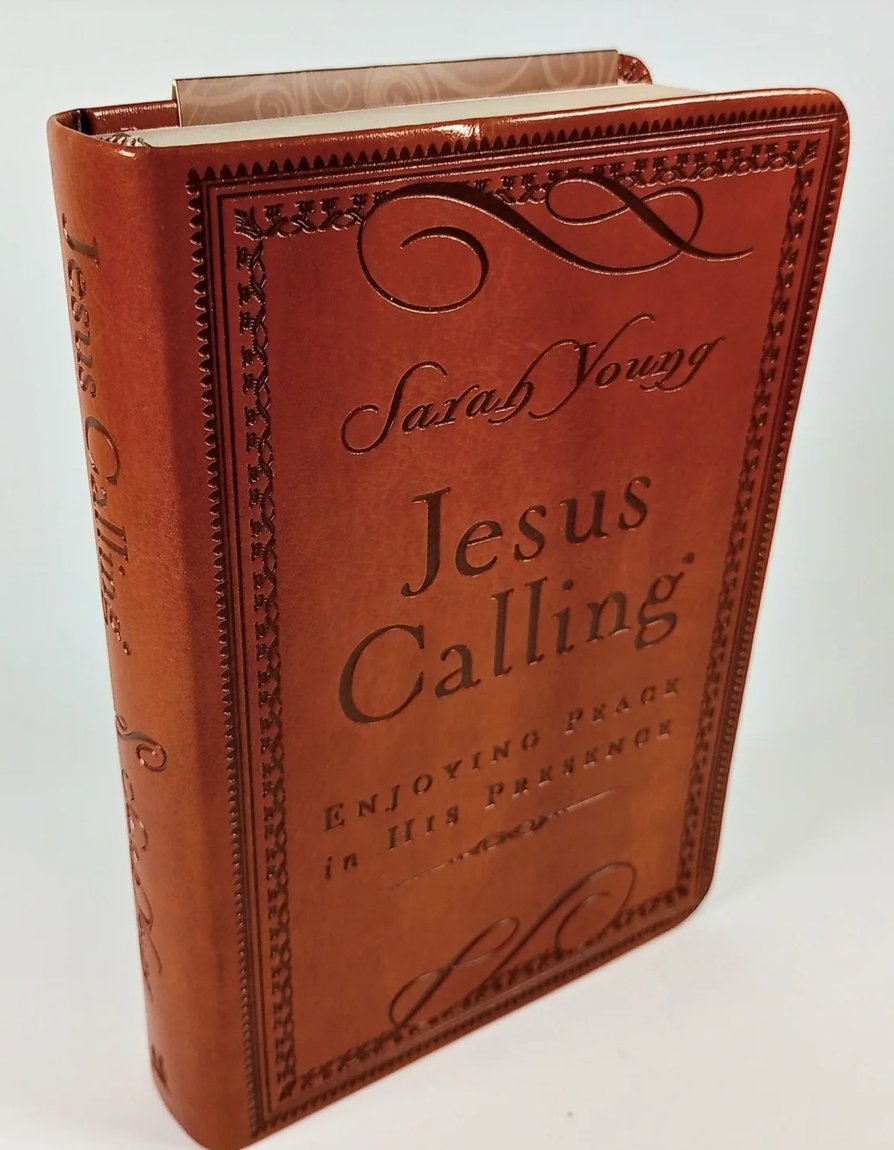 Sarah Young
Jesus
Calling®
ENJOYING PEACE
in HIS PRESENCE
Jesus Calling®